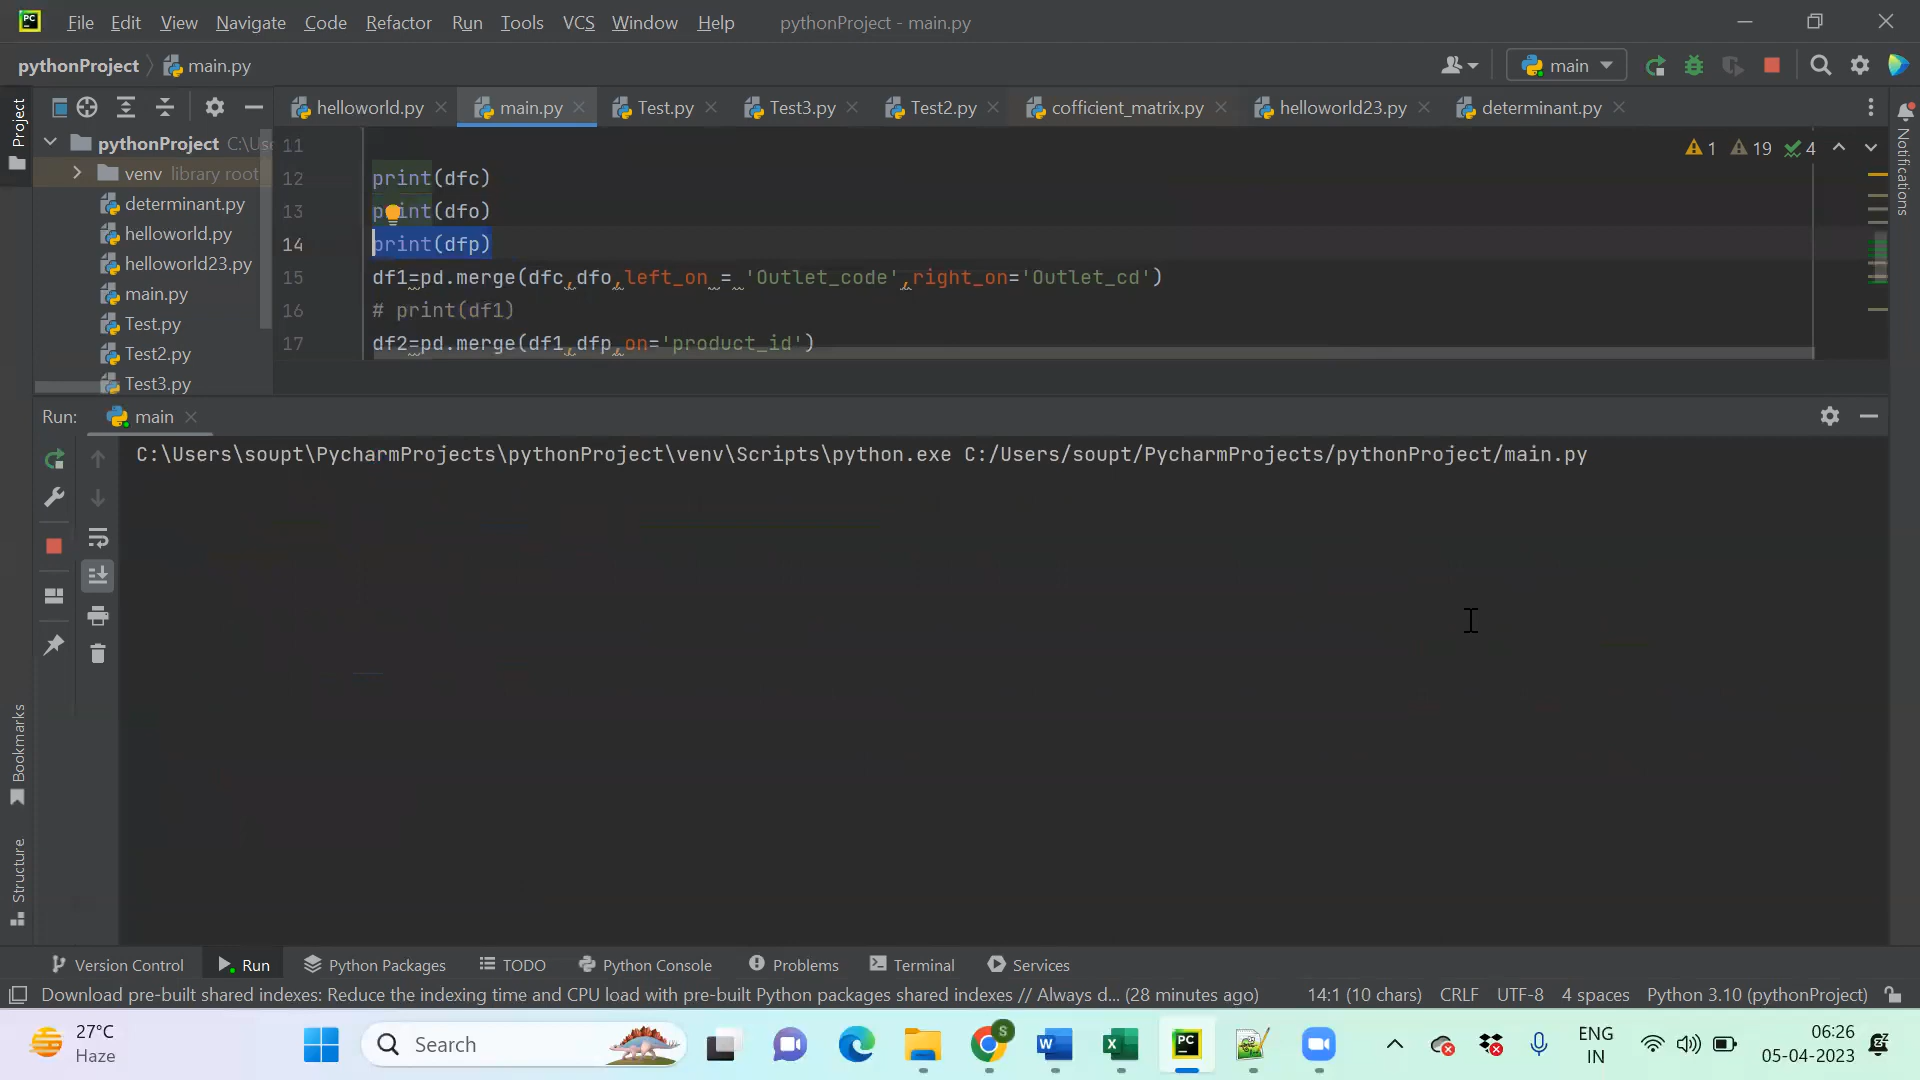 PC File Edit View Navigate Code Refactor Run Tools VCS Window Help pythonProject - main.py
pythonProject main.py main
Project
helloworld.py main.py Test.py Test3.py Test2.py cofficient_matrix.py helloworld23.py determinant.py
pythonProject C:\Use
venv library root
determinant.py
helloworld.py
helloworld23.py
main.py
Test.py
Test2.py
Test3.py
1 19 4
11
12 print(dfc)
13 print(dfo)
14 print(dfp)
15 df1=pd.merge(dfc,dfo,left_on = 'Outlet_code',right_on='Outlet_cd')
16 # print(df1)
17 df2=pd.merge(df1,dfp,on='product_id')
Notifications
Run: main
C:\Users\soupt\PycharmProjects\pythonProject\venv\Scripts\python.exe C:/Users/soupt/PycharmProjects/pythonProject/main.py
Bookmarks
Structure
Version Control Run Python Packages TODO Python Console Problems Terminal Services
Download pre-built shared indexes: Reduce the indexing time and CPU load with pre-built Python packages shared indexes // Always d... (28 minutes ago) 14:1 (10 chars) CRLF UTF-8 4 spaces Python 3.10 (pythonProject)
27°C
Haze
Search
S
W
X
PC
ENG
IN
06:26
05-04-2023